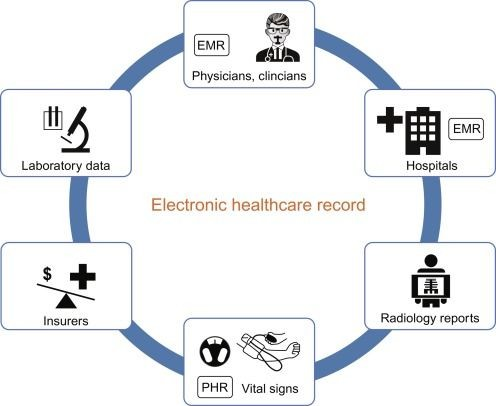 EMR
Physicians, clincians
Laboratory data
EMR
Hospitals
Electronic healthcare record
$
Insurers
Radiology reports
PHR
Vital signs